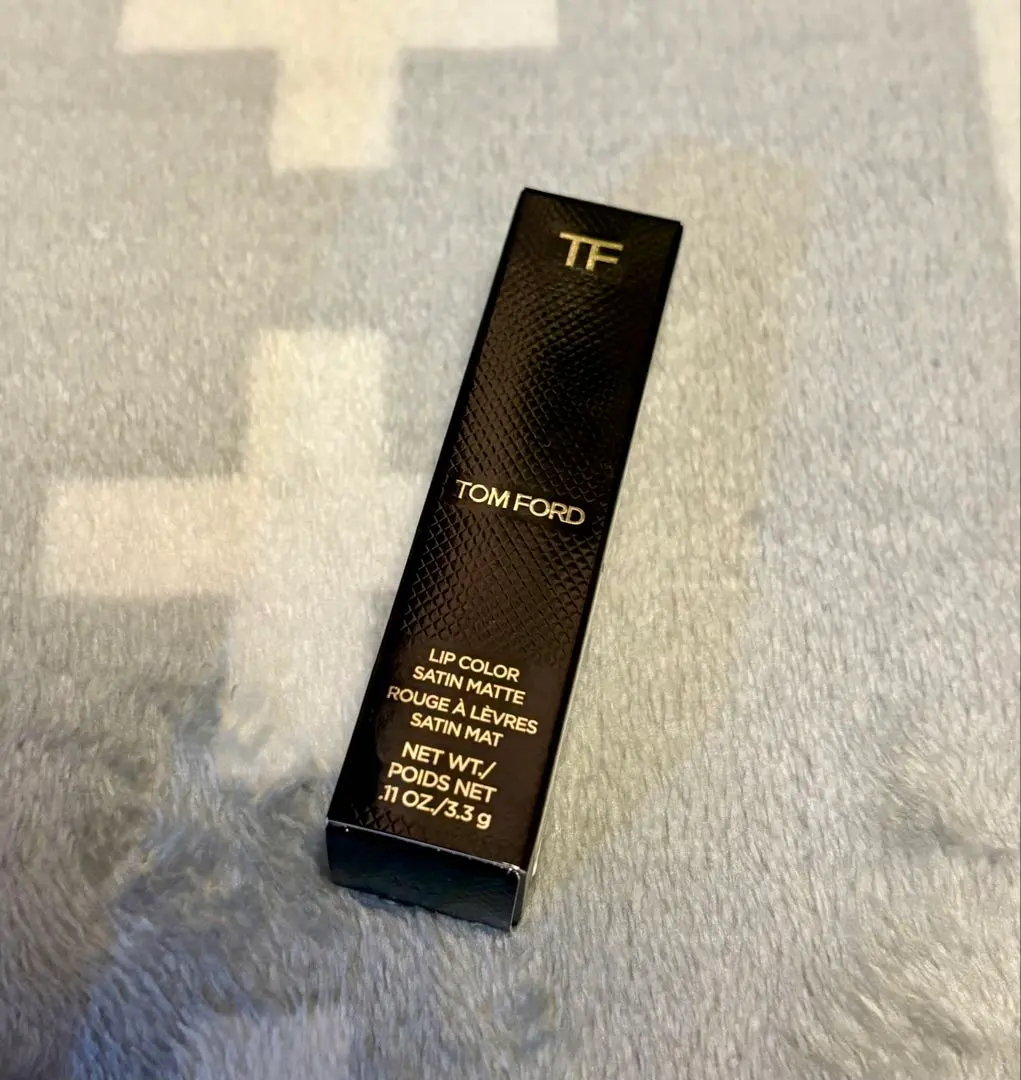 TF
TOM FORD
LIP COLOR
SATIN MATTE
ROUGE À LÈVRES
SATIN MAT
NET WT./
POIDS NET
.11 OZ./3.3 g